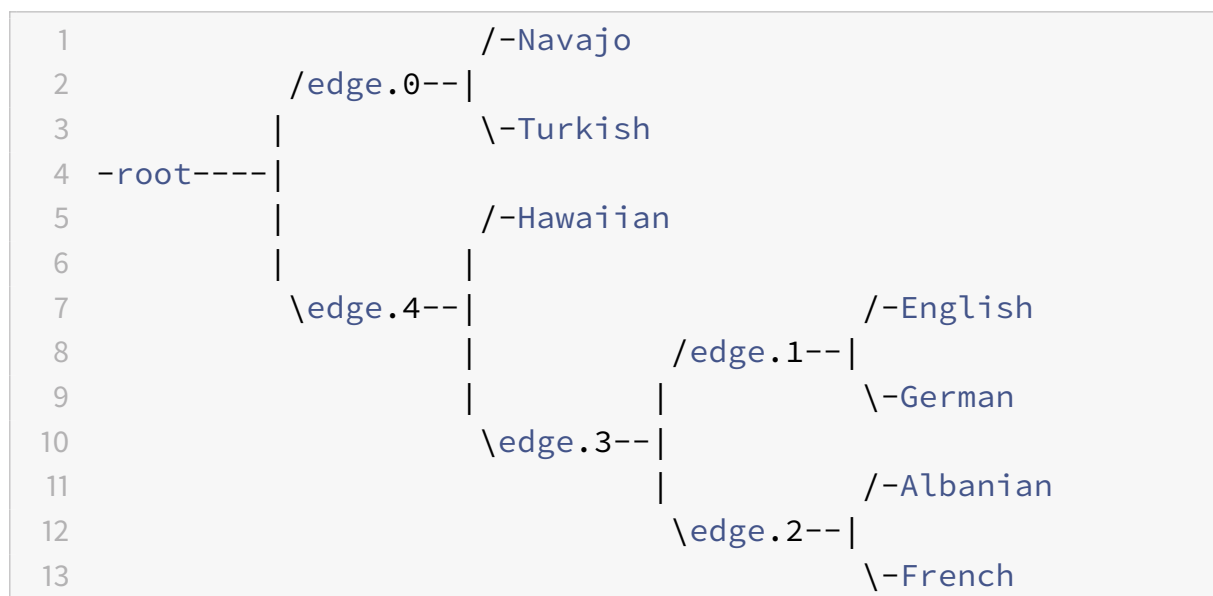 1                      /-Navajo
2            /edge.0--|
3           |          \-Turkish
4  -root----|
5           |          /-Hawaiian
6           |         |
7            \edge.4--|                    /-English
8                     |          /edge.1--|
9                     |         |          \-German
10                     \edge.3--|
11                              |          /-Albanian
12                               \edge.2--|
13                                         \-French